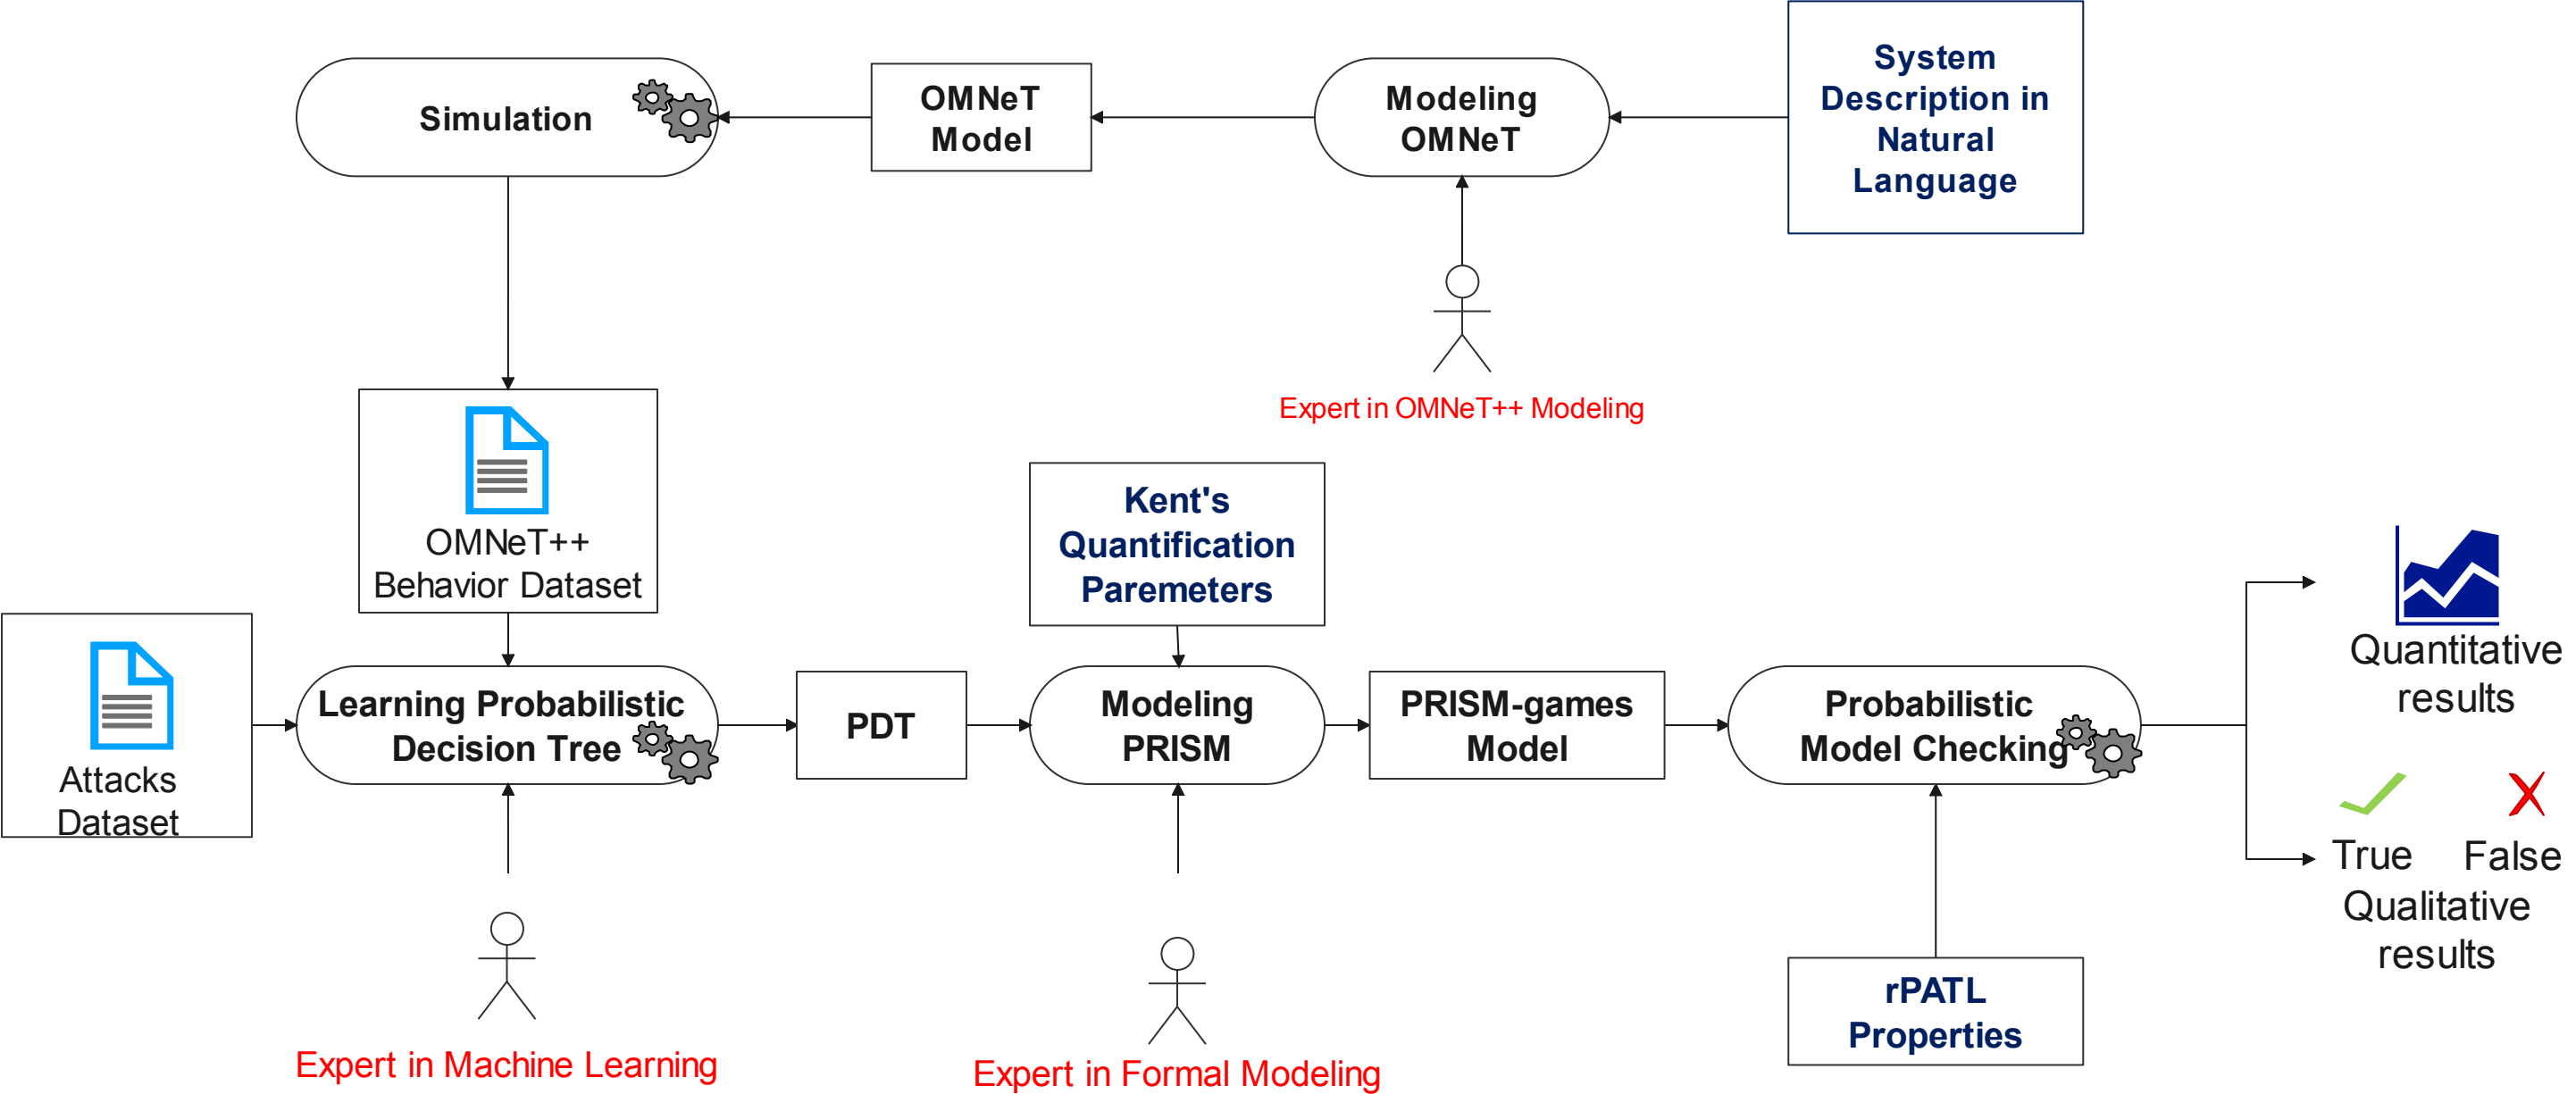 Simulation
OMNeT
Model
Modeling
OMNeT
System
Description in
Natural
Language
Expert in OMNeT++ Modeling
OMNeT++
Behavior Dataset
Kent's
Quantification
Paremeters
Attacks
Dataset
Learning Probabilistic
Decision Tree
PDT
Modeling
PRISM
PRISM-games
Model
Probabilistic
Model Checking
Quantitative
results
True False
Qualitative
results
rPATL
Properties
Expert in Machine Learning
Expert in Formal Modeling